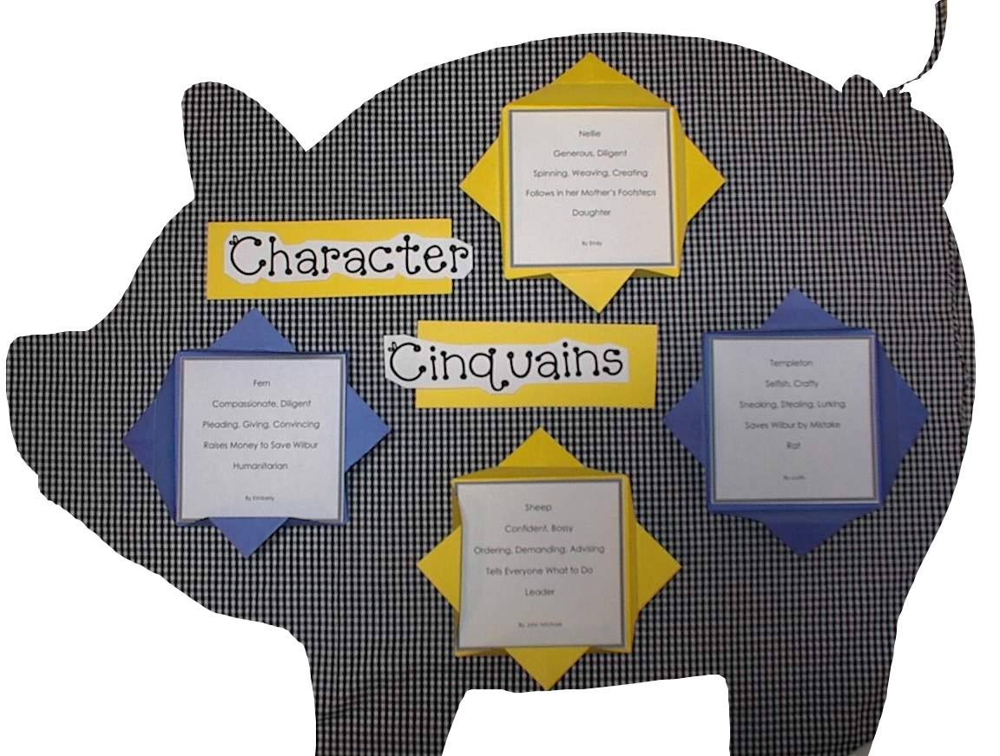 Character
Cinquains
Nellie
Generous, Diligent
Spinning, Weaving, Creating
Follows in her Mother's Footsteps
Daughter
By Emily
Fern
Compassionate, Diligent
Pleading, Giving, Convincing
Raises Money to Save Wilbur
Humanitarian
By Kimberly
Sheep
Confident, Bossy
Ordering, Demanding, Advising
Tells Everyone What to Do
Leader
By John Michael
Templeton
Selfish, Crafty
Sneaking, Stealing, Lurking
Saves Wilbur by Mistake
Rat
By